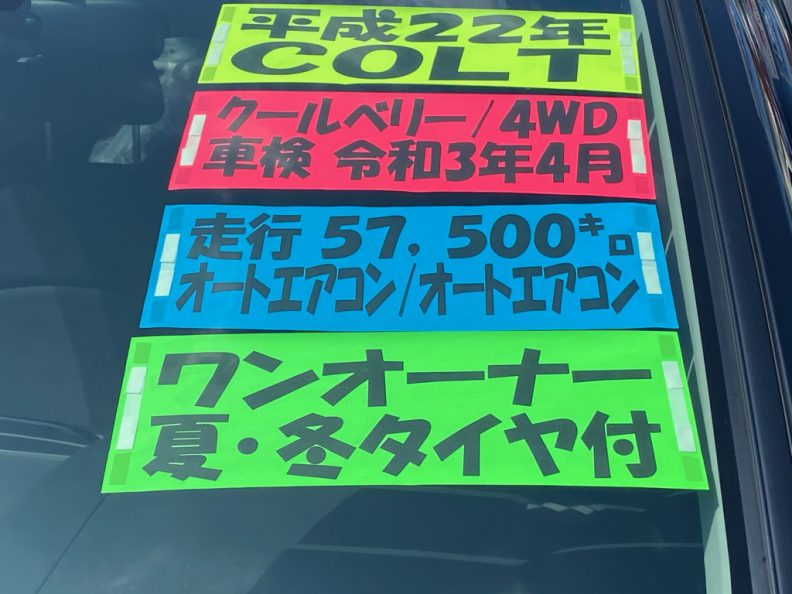 平成22年
COLT
クールベリー/4WD
車検 令和3年4月
走行 57,500㌔
オートエアコン/オートエアコン
ワンオーナー
夏・冬タイヤ付